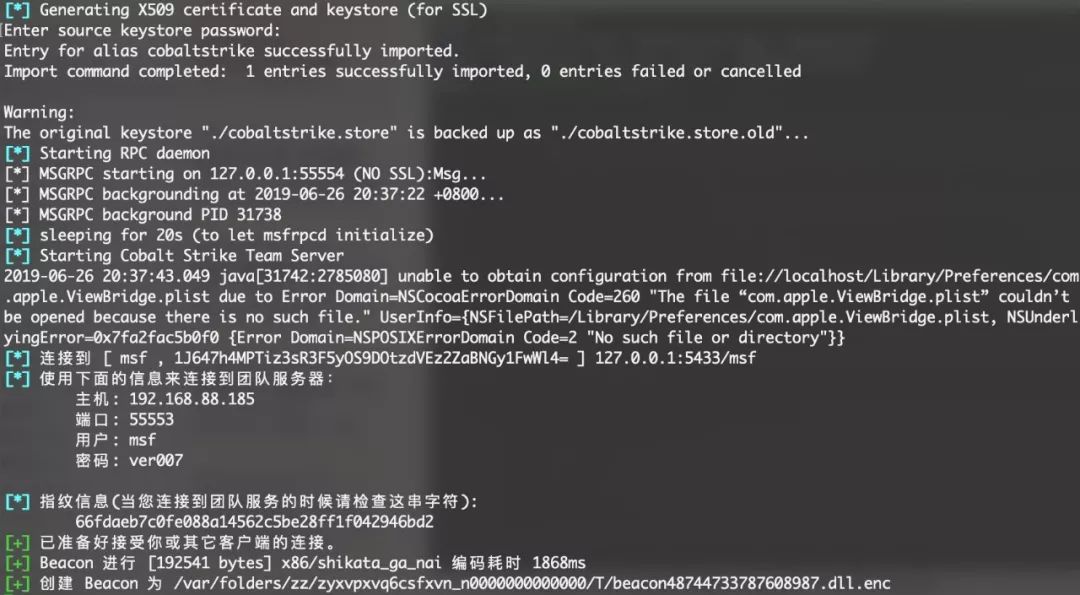 [*] Generating X509 certificate and keystore (for SSL)
Enter source keystore password:
Entry for alias cobaltstrike successfully imported.
Import command completed:  1 entries successfully imported, 0 entries failed or cancelled
Warning:
The original keystore "./cobaltstrike.store" is backed up as "./cobaltstrike.store.old"...
[*] Starting RPC daemon
[*] MSGRPC starting on 127.0.0.1:55554 (NO SSL):Msg...
[*] MSGRPC backgrounding at 2019-06-26 20:37:22 +0800...
[*] MSGRPC background PID 31738
[*] sleeping for 20s (to let msfrpcd initialize)
[*] Starting Cobalt Strike Team Server
2019-06-26 20:37:43.049 java[31742:2785080] unable to obtain configuration from file://localhost/Library/Preferences/com
.apple.ViewBridge.plist due to Error Domain=NSCocoaErrorDomain Code=260 "The file “com.apple.ViewBridge.plist” couldn’t
be opened because there is no such file." UserInfo={NSFilePath=/Library/Preferences/com.apple.ViewBridge.plist, NSUnderl
yingError=0x7fa2fac5b0f0 {Error Domain=NSPOSIXErrorDomain Code=2 "No such file or directory"}}
[*] 连接到 [ msf , 1J647h4MPTiz3sR3F5yOS9DOtzdVEz2ZaBNGy1FwWl4= ] 127.0.0.1:5433/msf
[*] 使用下面的信息来连接到团队服务器:
主机: 192.168.88.185
端口: 55553
用户: msf
密码: ver007
[*] 指纹信息(当您连接到团队服务的时候请检查这串字符):
66fdaeb7c0fe088a14562c5be28ff1f042946bd2
[+] 已准备好接受你或其它客户端的连接。
[+] Beacon 进行 [192541 bytes] x86/shikata_ga_nai 编码耗时 1868ms
[+] 创建 Beacon 为 /var/folders/zz/zyxvpxvq6csfxvn_n0000000000000/T/beacon48744733787608987.dll.enc